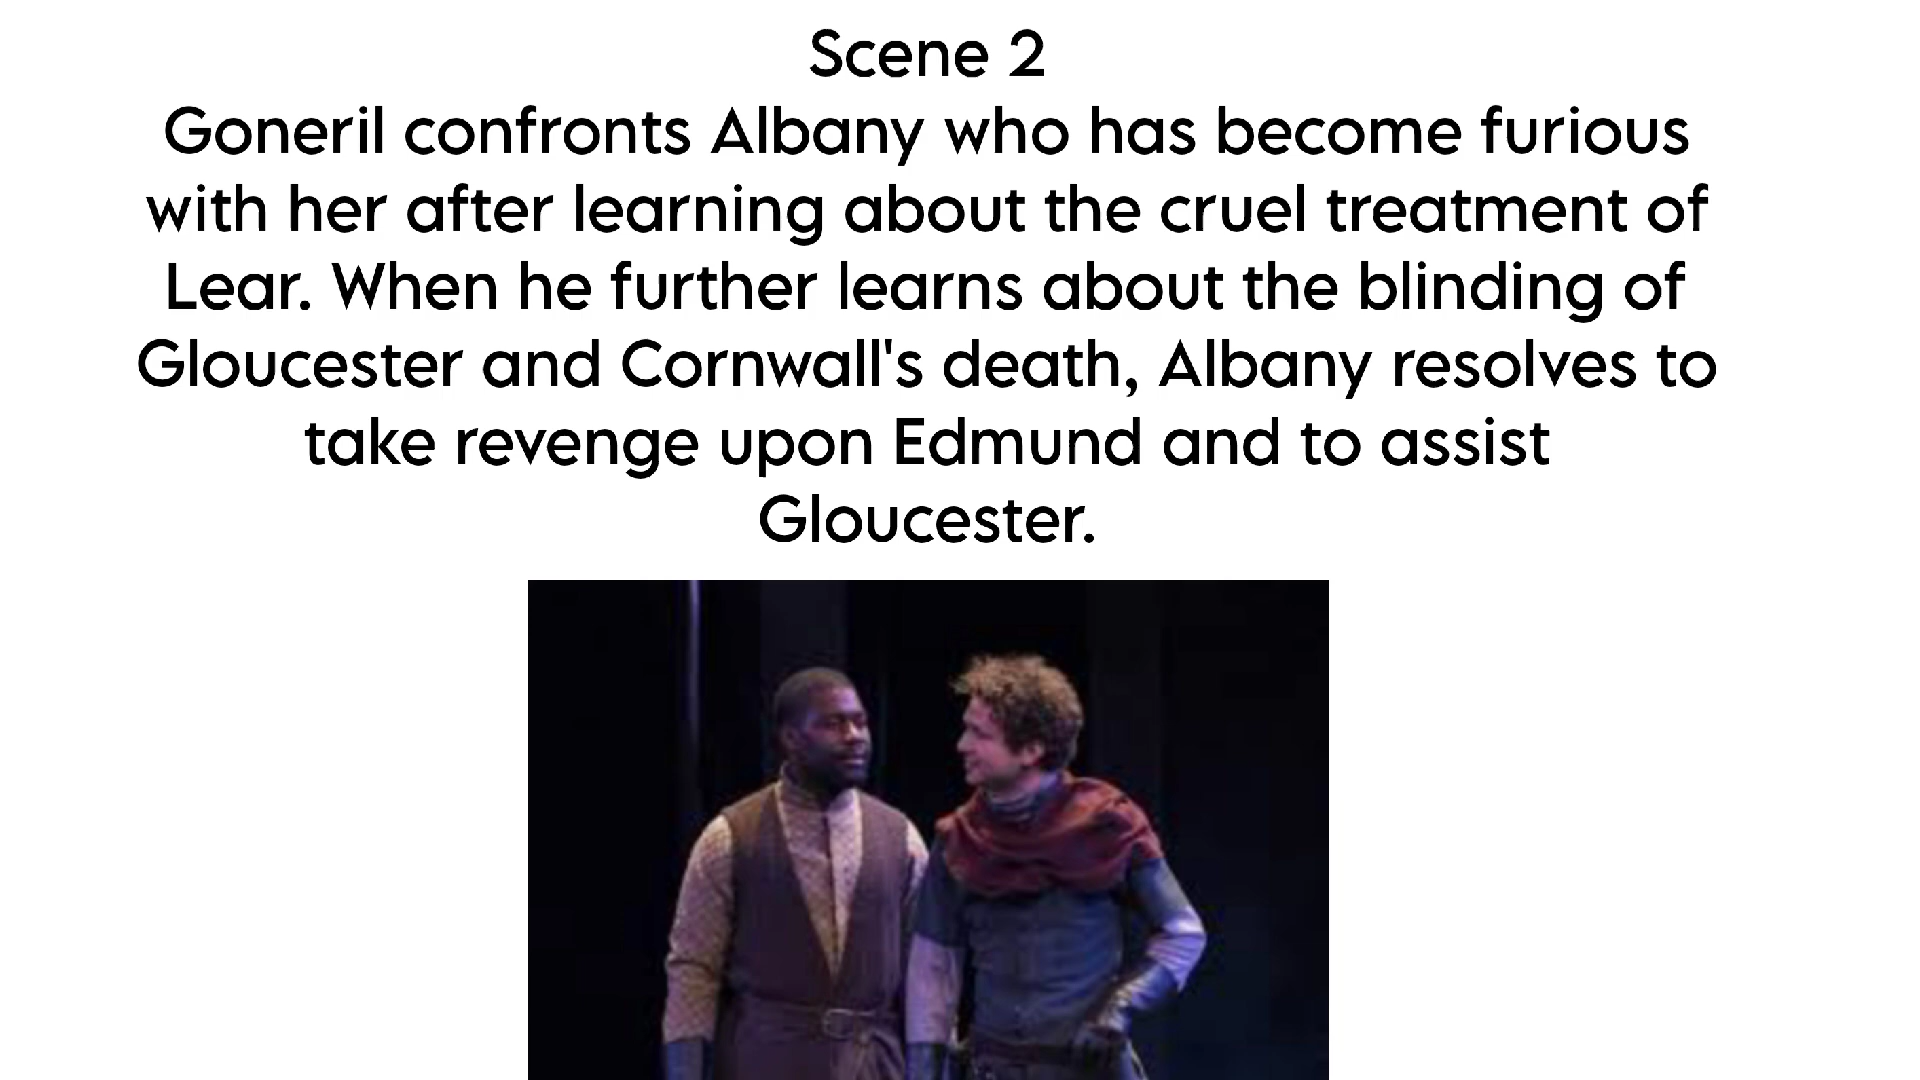 Scene 2
Goneril confronts Albany who has become furious
with her after learning about the cruel treatment of
Lear. When he further learns about the blinding of
Gloucester and Cornwall's death, Albany resolves to
take revenge upon Edmund and to assist
Gloucester.